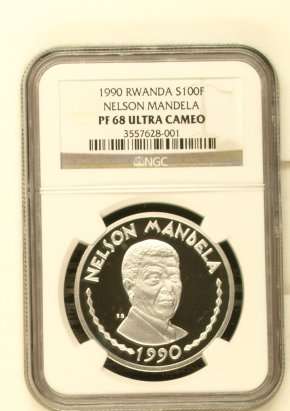 1990 RWANDA S100F
NELSON MANDELA
PF 68 ULTRA CAMEO
3557628-001
NGC
NELSON MANDELA
1990